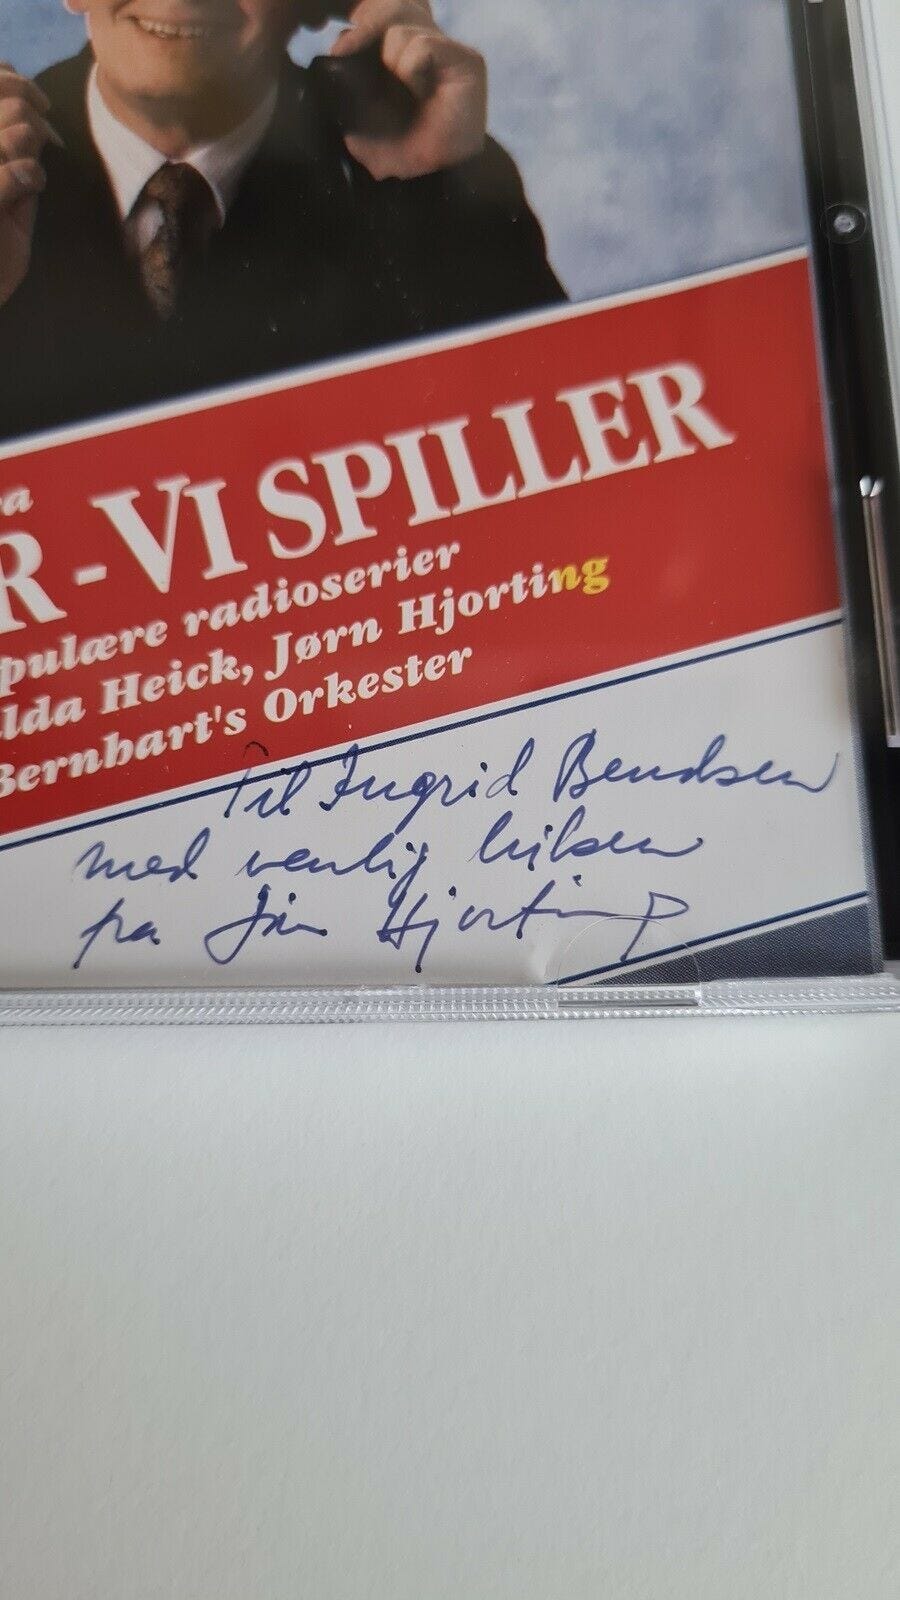 ra
R - VI SPILLER
pulære radioserier
lda Heick, Jørn Hjorting
Bernhart's Orkester
Til Ingrid Bendsen
med venlig hilsen
fra Jørn Hjorting